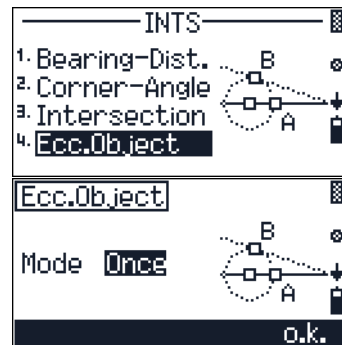 INTS
1. Bearing-Dist.
2. Corner-Angle
3. Intersection
4. Ecc.Object
B
A
Ecc.Object
Mode Once
B
A
o.k.